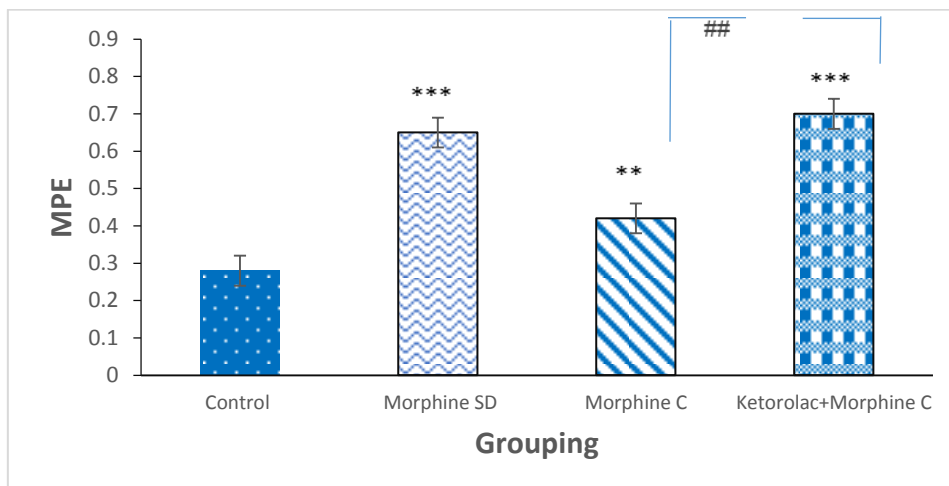 ##
0.9
0.8
0.7
0.6
0.5
0.4
0.3
0.2
0.1
0
MPE
***
**
***
Control
Morphine SD
Morphine C
Ketorolac+Morphine C
Grouping